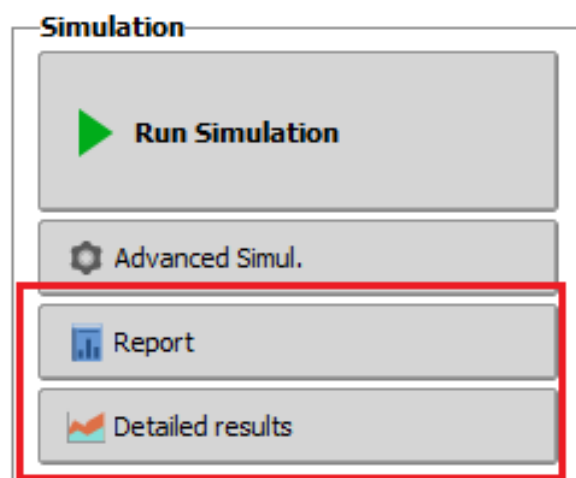 Simulation
Run Simulation
Advanced Simul.
Report
Detailed results